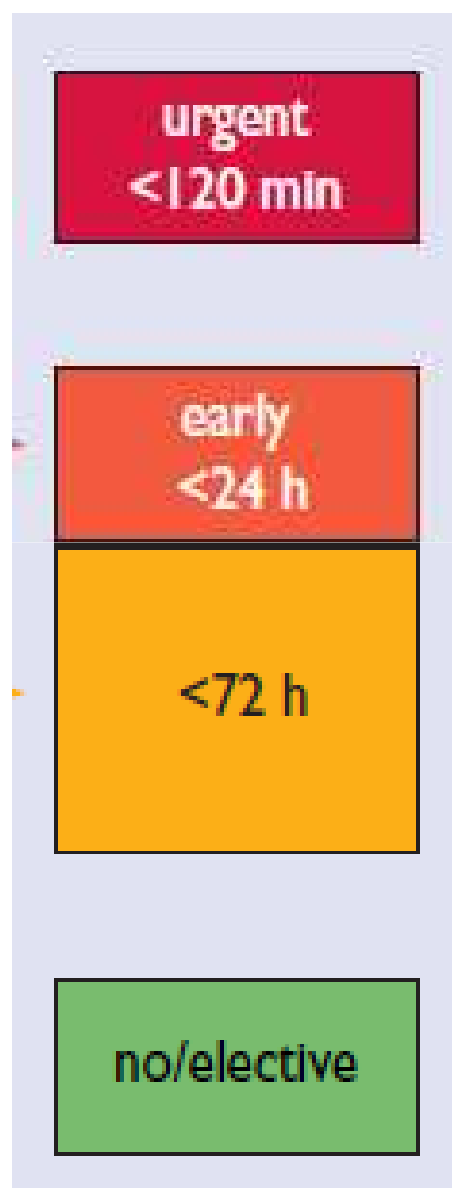 urgent
<120 min
early
<24 h
<72 h
no/elective